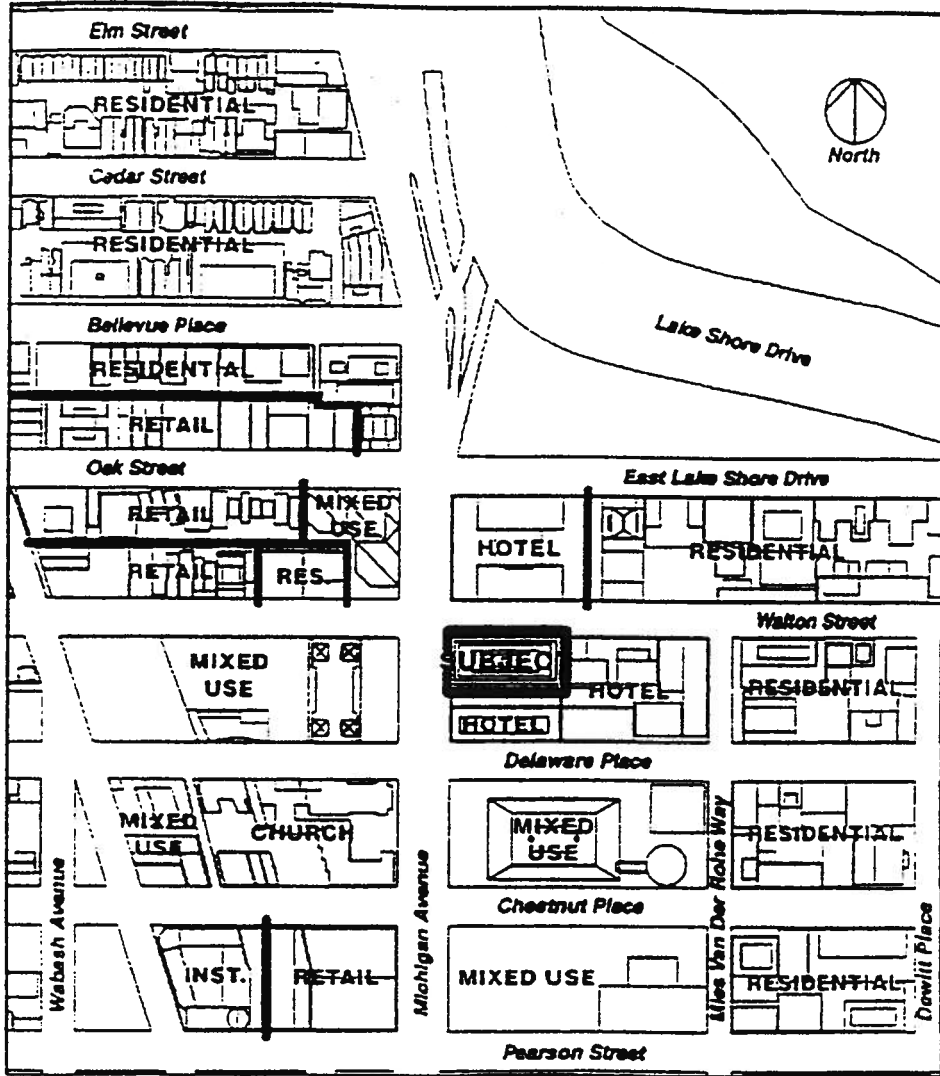 Elm Street
RESIDENTIAL
North
Cedar Street
RESIDENTIAL
Bellevue Place
Lake Shore Drive
RESIDENTIAL
RETAIL
Oak Street
East Lake Shore Drive
RETAIL
MIXED
USE
HOTEL
RESIDENTIAL
RETAIL
RES.
Walton Street
MIXED
USE
SUBJECT
HOTEL
RESIDENTIAL
HOTEL
Delaware Place
MIXED
USE
CHURCH
MIXED
USE
RESIDENTIAL
Wabash Avenue
Michigan Avenue
Chestnut Place
Mies Van Der Rohe Way
Dewitt Place
INST.
RETAIL
MIXED USE
RESIDENTIAL
Pearson Street